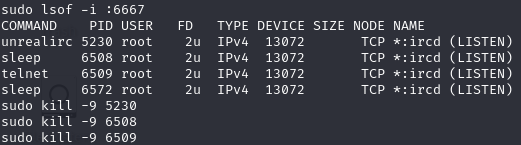 sudo lsof -i :6667
COMMAND PID USER FD TYPE DEVICE SIZE NODE NAME
unrealirc 5230 root 2u IPv4 13072 TCP *:ircd (LISTEN)
sleep 6508 root 2u IPv4 13072 TCP *:ircd (LISTEN)
telnet 6509 root 2u IPv4 13072 TCP *:ircd (LISTEN)
sleep 6572 root 2u IPv4 13072 TCP *:ircd (LISTEN)
sudo kill -9 5230
sudo kill -9 6508
sudo kill -9 6509